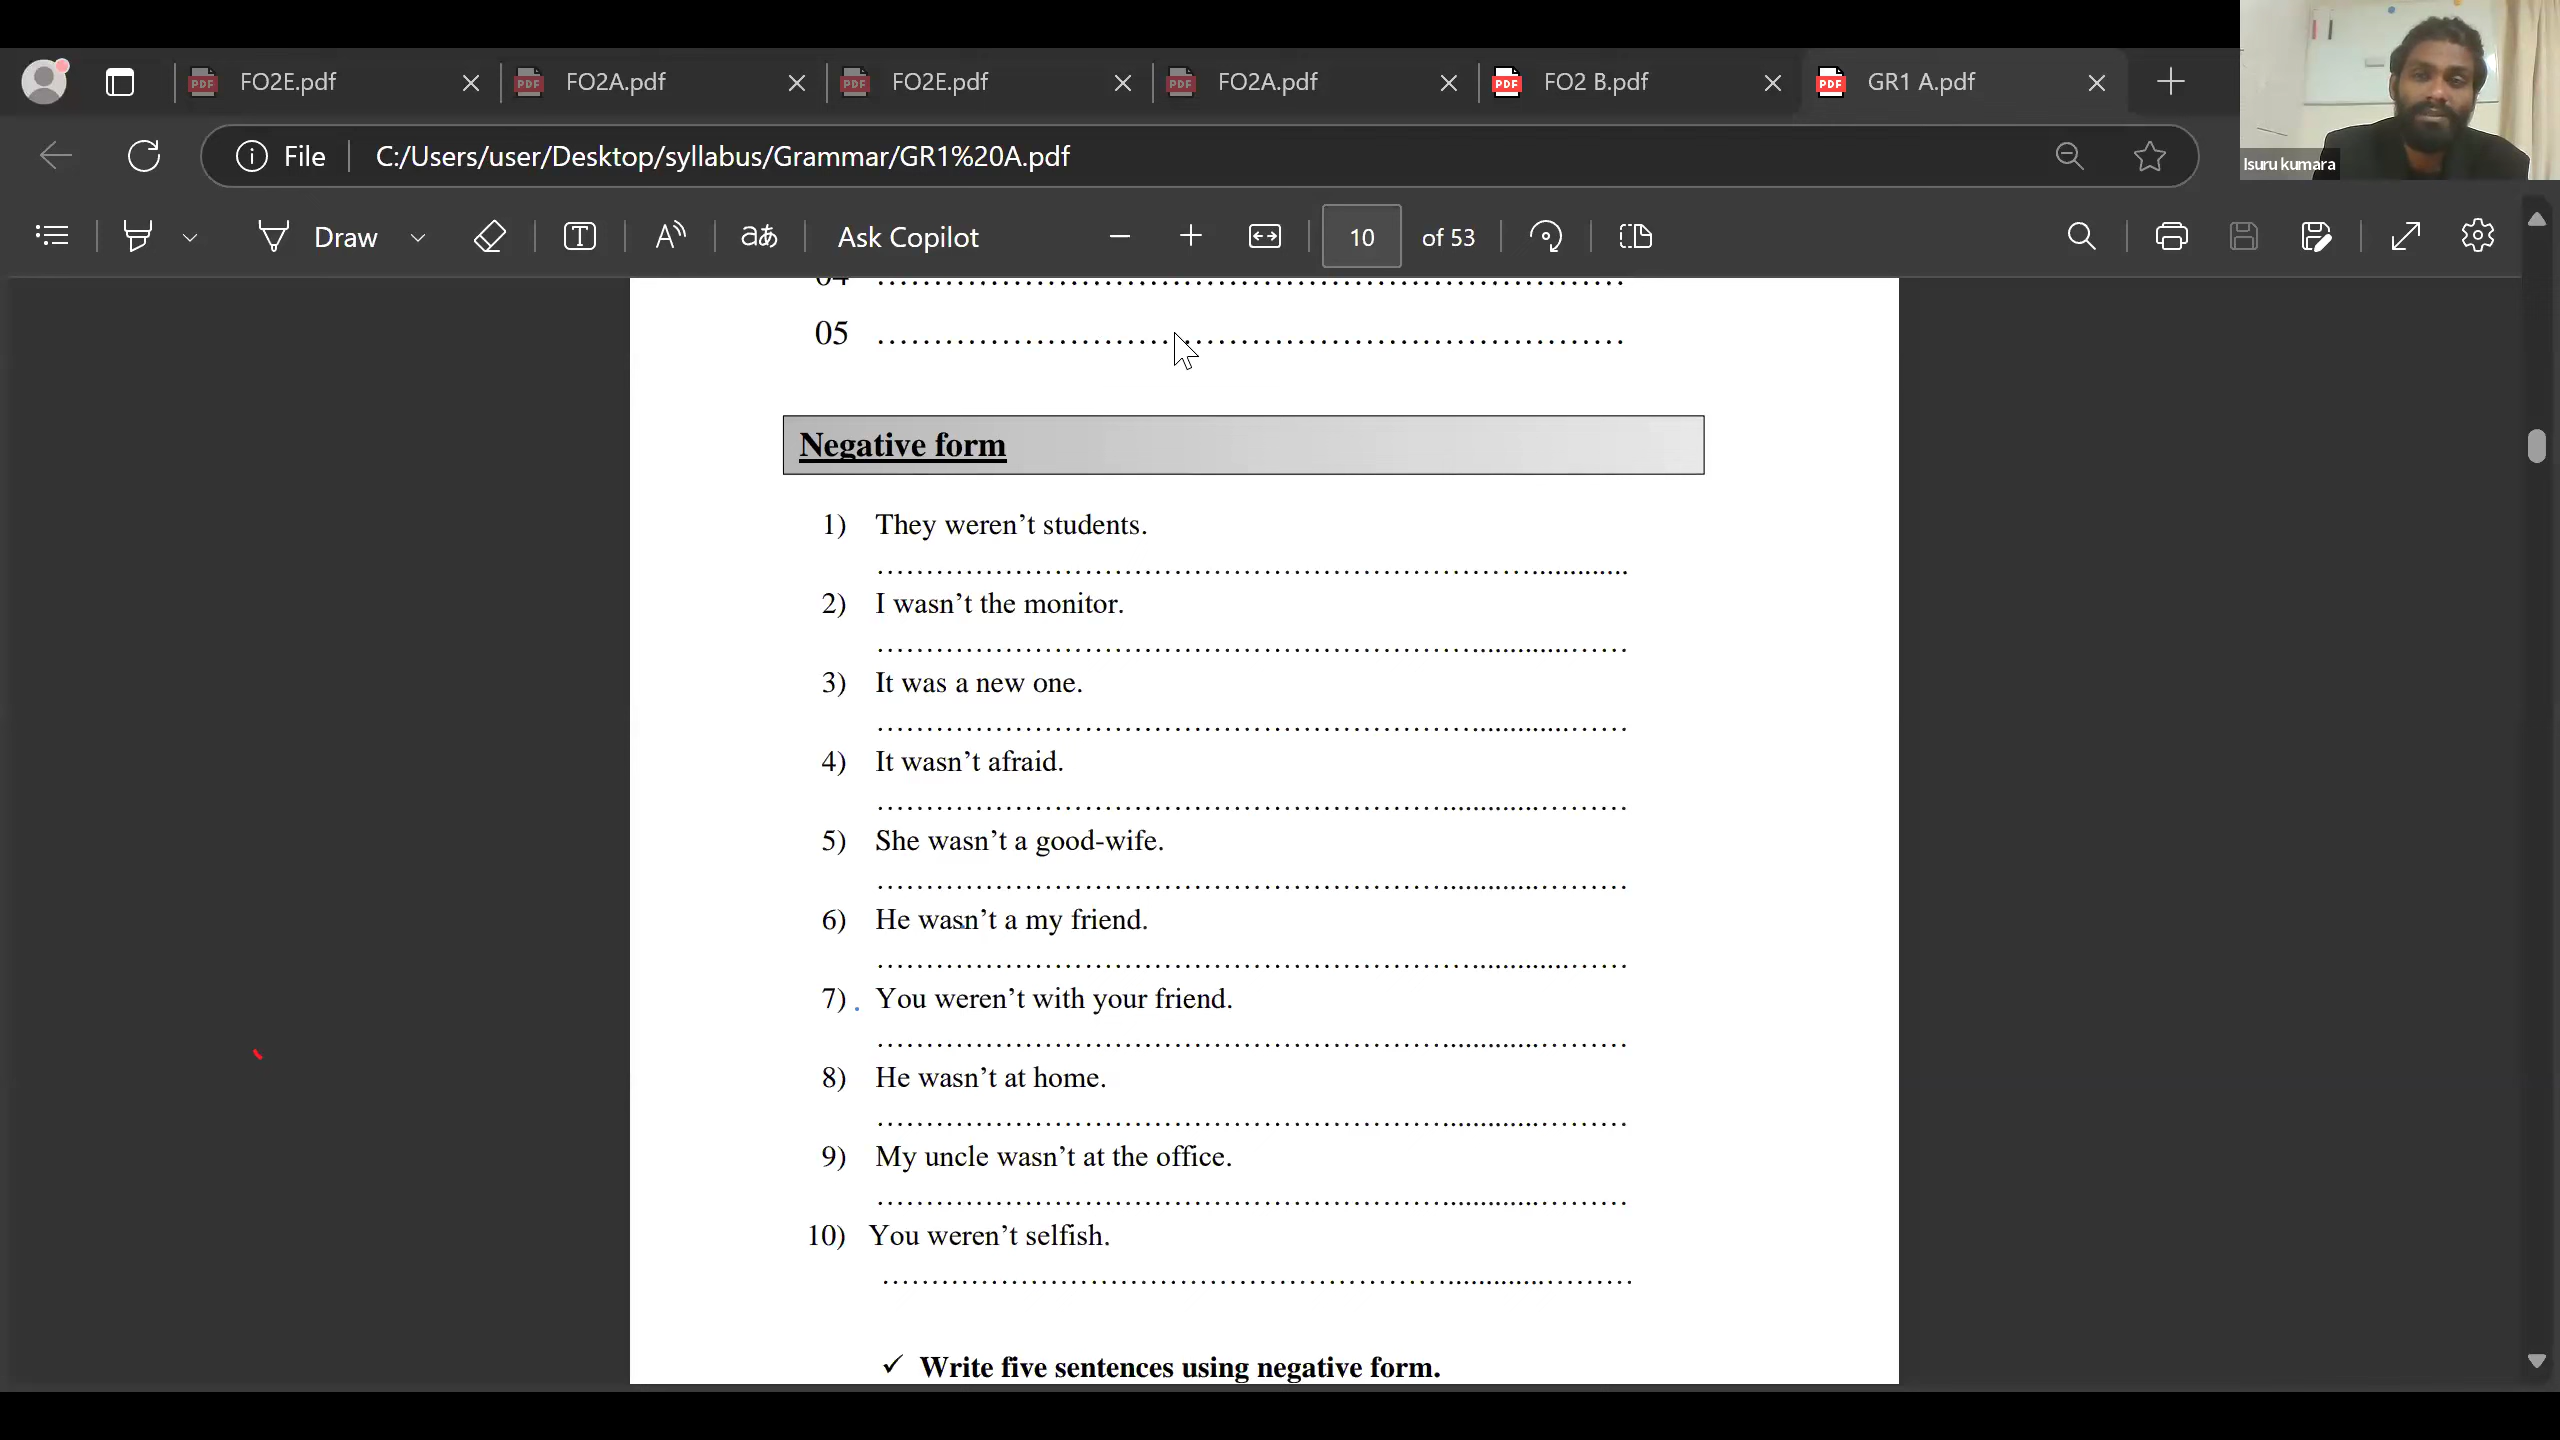 FO2E.pdf
FO2A.pdf
FO2E.pdf
FO2A.pdf
FO2 B.pdf
GR1 A.pdf
File
C:/Users/user/Desktop/syllabus/Grammar/GR1%20A.pdf
Isuru kumara
Draw
Ask Copilot
10 of 53
04 ..................................................
05 ..................................................
Negative form
1) They weren’t students.
..................................................
2) I wasn’t the monitor.
..................................................
3) It was a new one.
..................................................
4) It wasn’t afraid.
..................................................
5) She wasn’t a good-wife.
..................................................
6) He wasn’t a my friend.
..................................................
7) You weren’t with your friend.
..................................................
8) He wasn’t at home.
..................................................
9) My uncle wasn’t at the office.
..................................................
10) You weren’t selfish.
..................................................
✓ Write five sentences using negative form.